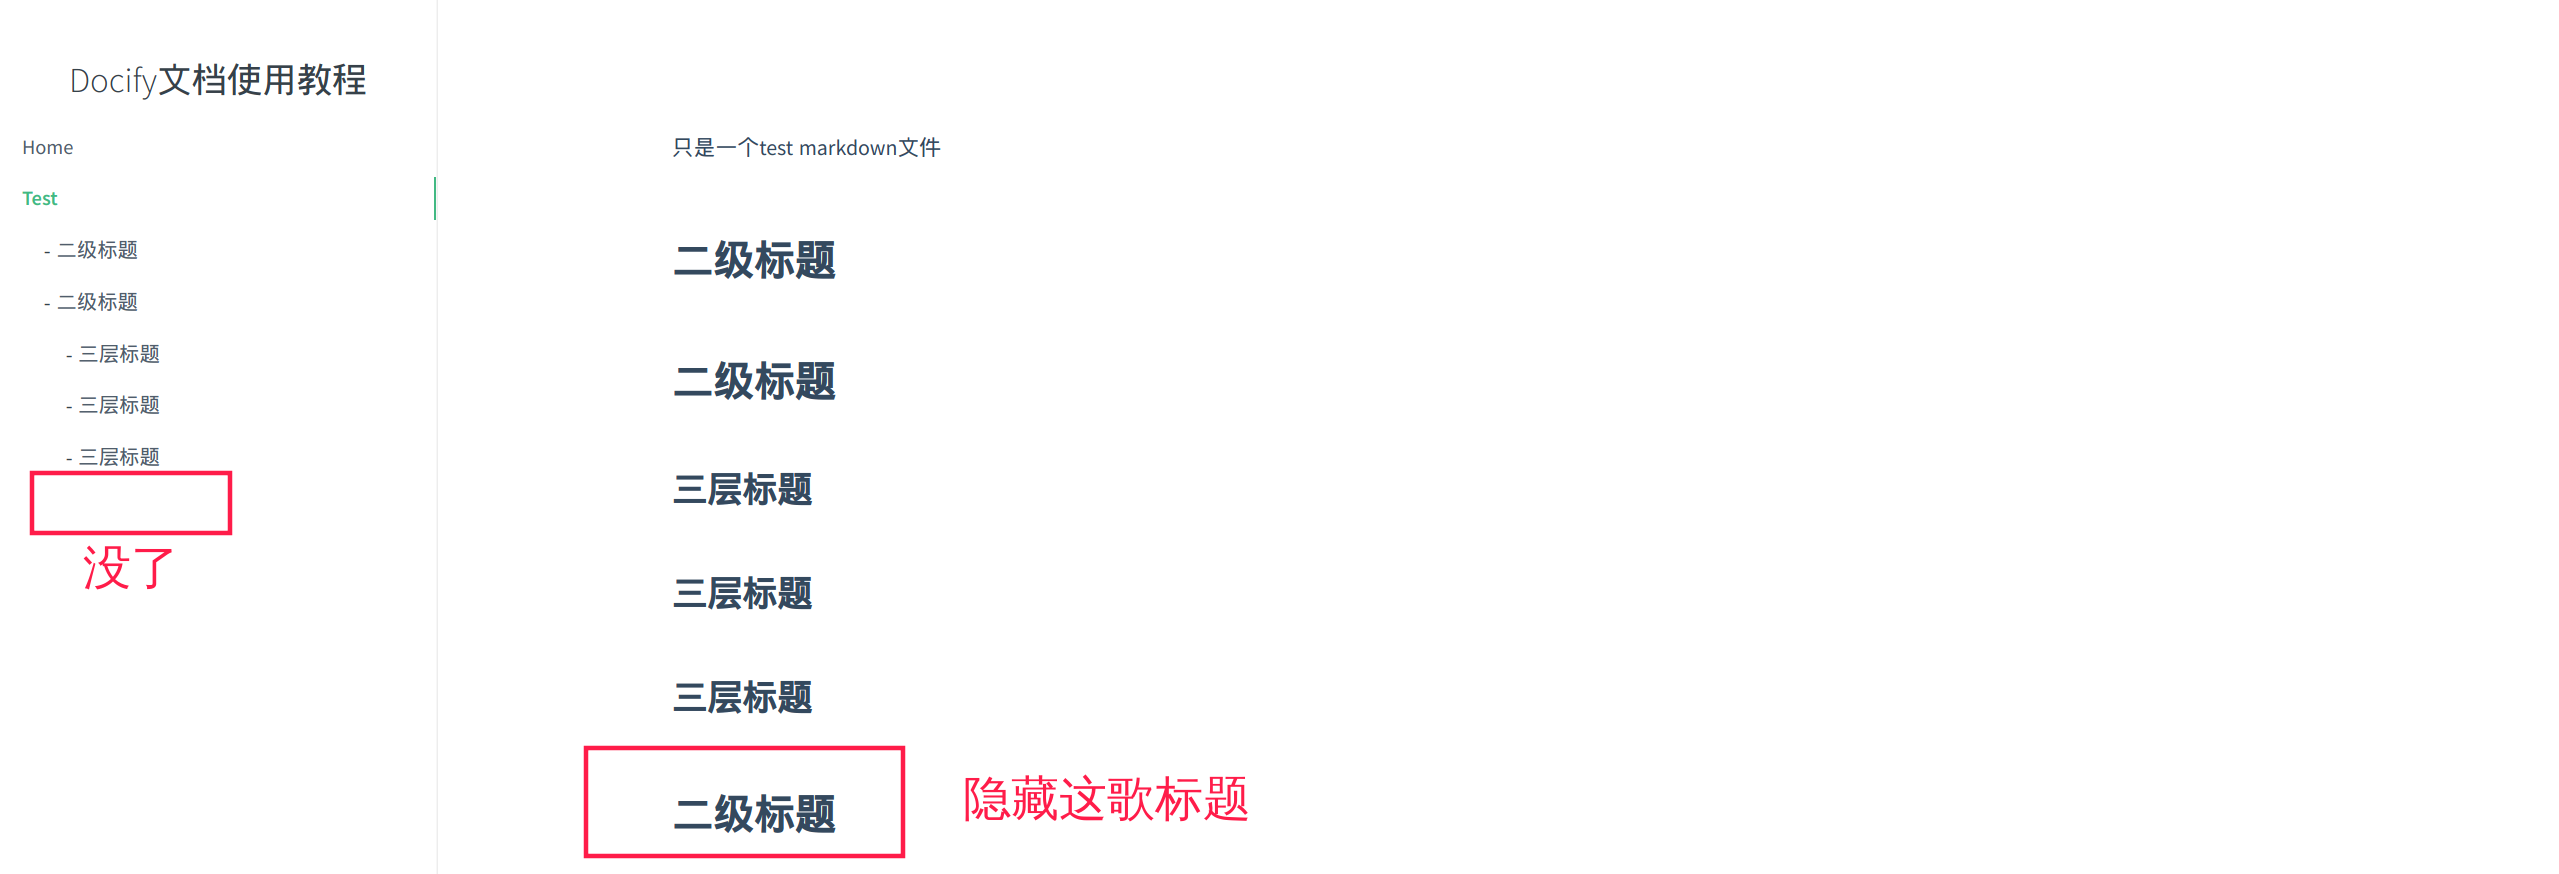 Docify文档使用教程
Home
Test
- 二级标题
- 二级标题
- 三层标题
- 三层标题
- 三层标题
没了
只是一个test markdown文件
二级标题
二级标题
三层标题
三层标题
三层标题
二级标题
隐藏这歌标题